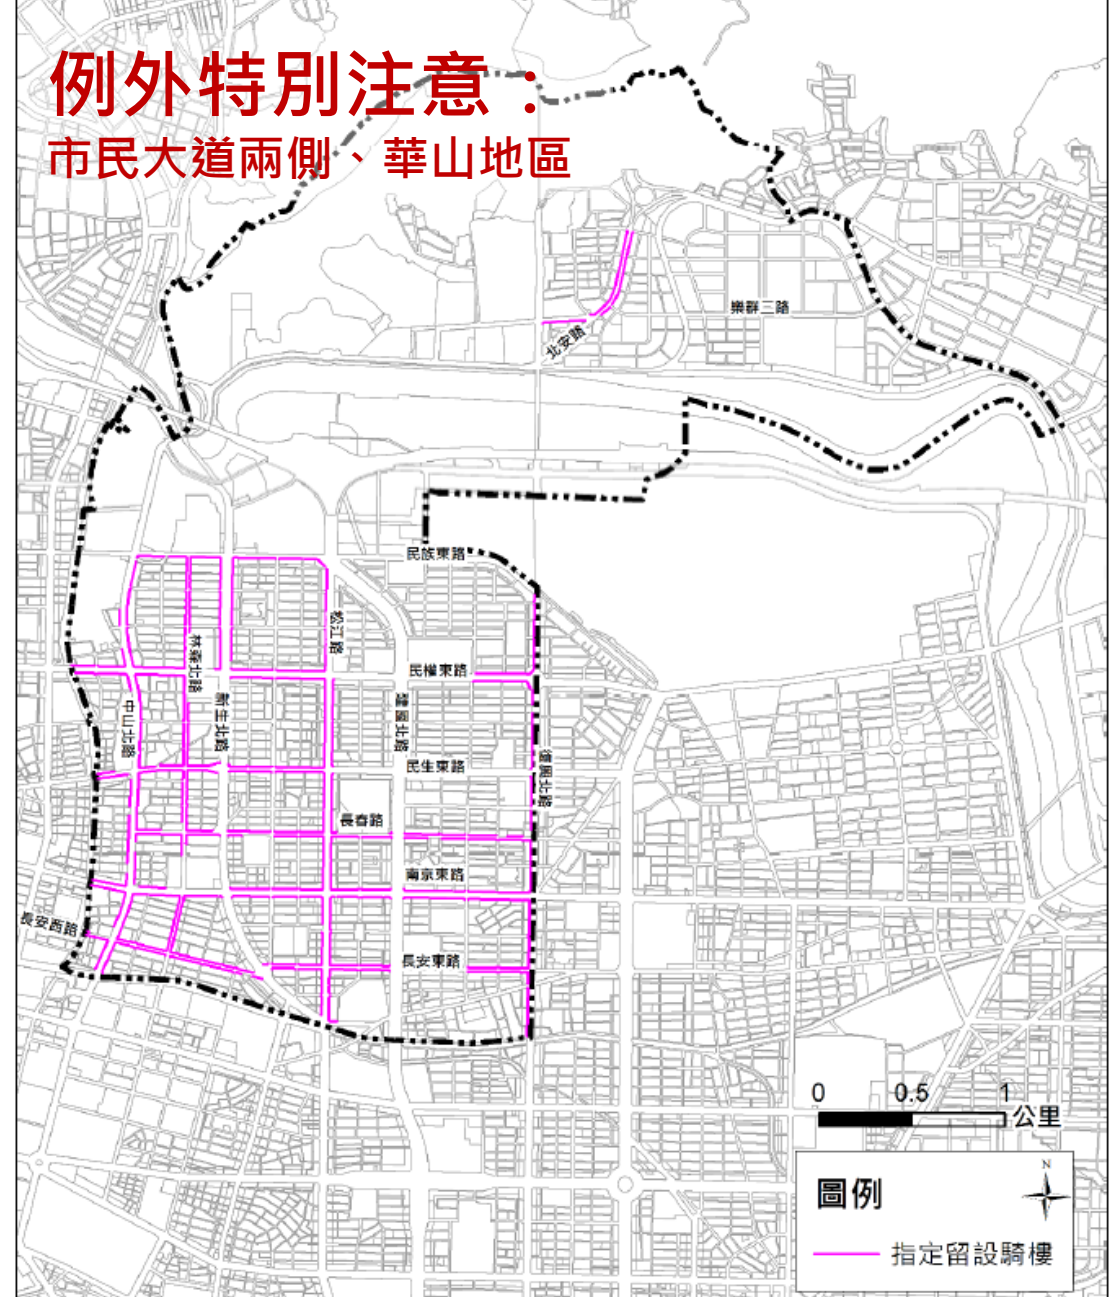 例外特別注意：
市民大道兩側、華山地區
樂群三路
北安路
民族東路
松江路
林森北路
民權東路
新生北路
建國北路
中山北路
復興北路
民生東路
長春路
南京東路
長安西路
長安東路
0 0.5 1
公里
圖例
N
指定留設騎樓